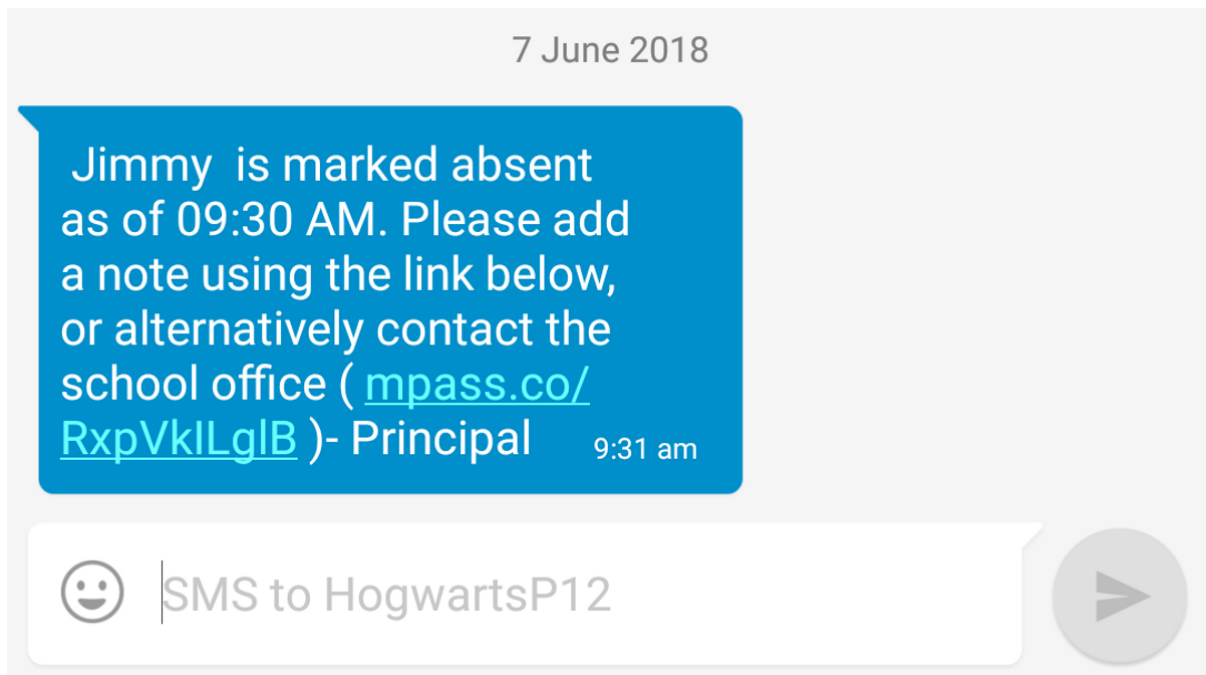 7 June 2018
Jimmy  is marked absent
as of 09:30 AM. Please add
a note using the link below,
or alternatively contact the
school office ( mpass.co/
RxpVkILglB )- Principal 9:31 am
SMS to HogwartsP12